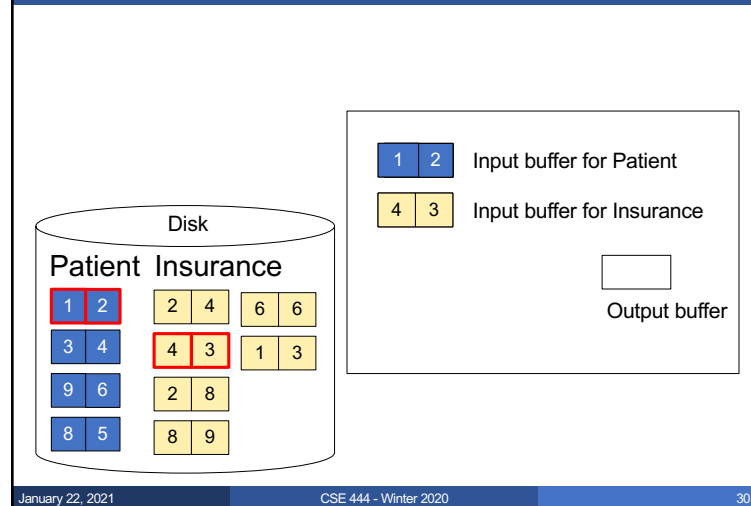 1 2 Input buffer for Patient
4 3 Input buffer for Insurance
Output buffer
Disk
Patient Insurance
1 2 2 4 6 6
3 4 4 3 1 3
9 6 2 8
8 5 8 9
January 22, 2021 CSE 444 - Winter 2020 30